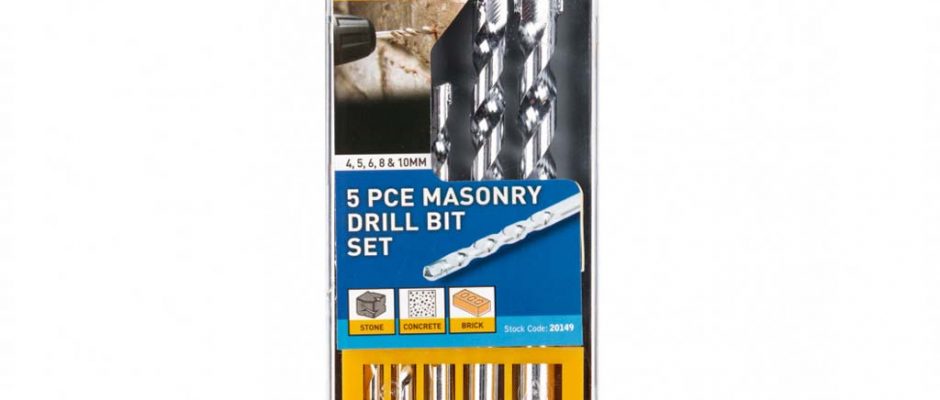 4, 5, 6, 8 & 10MM
5 PCE MASONRY
DRILL BIT
SET
STONE
CONCRETE
BRICK
Stock Code: 20149